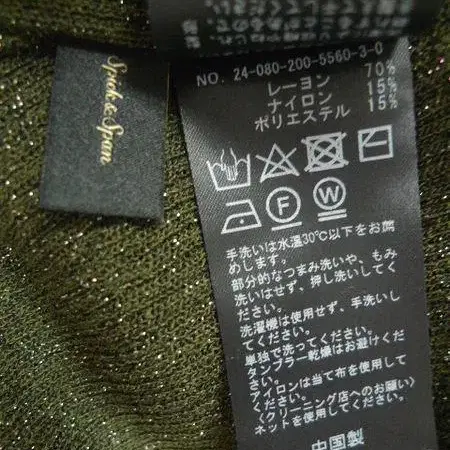 Spick & Span
NO. 24-080-200-5560-3-0
レーヨン 70%
ナイロン 15%
ポリエステル 15%
F
W
手洗いは水温30℃以下をお薦
めします。
部分的なつまみ洗いや、もみ
洗いはせず、押し洗いしてく
ださい。
洗濯機は使用せず、手洗いし
てください。
単独で洗ってください。
タンブラー乾燥はお避けくだ
さい。
アイロンは当て布を使用して
ください。
〈クリーニング店へのお願い〉
ネットを使用して下さい。
中国製